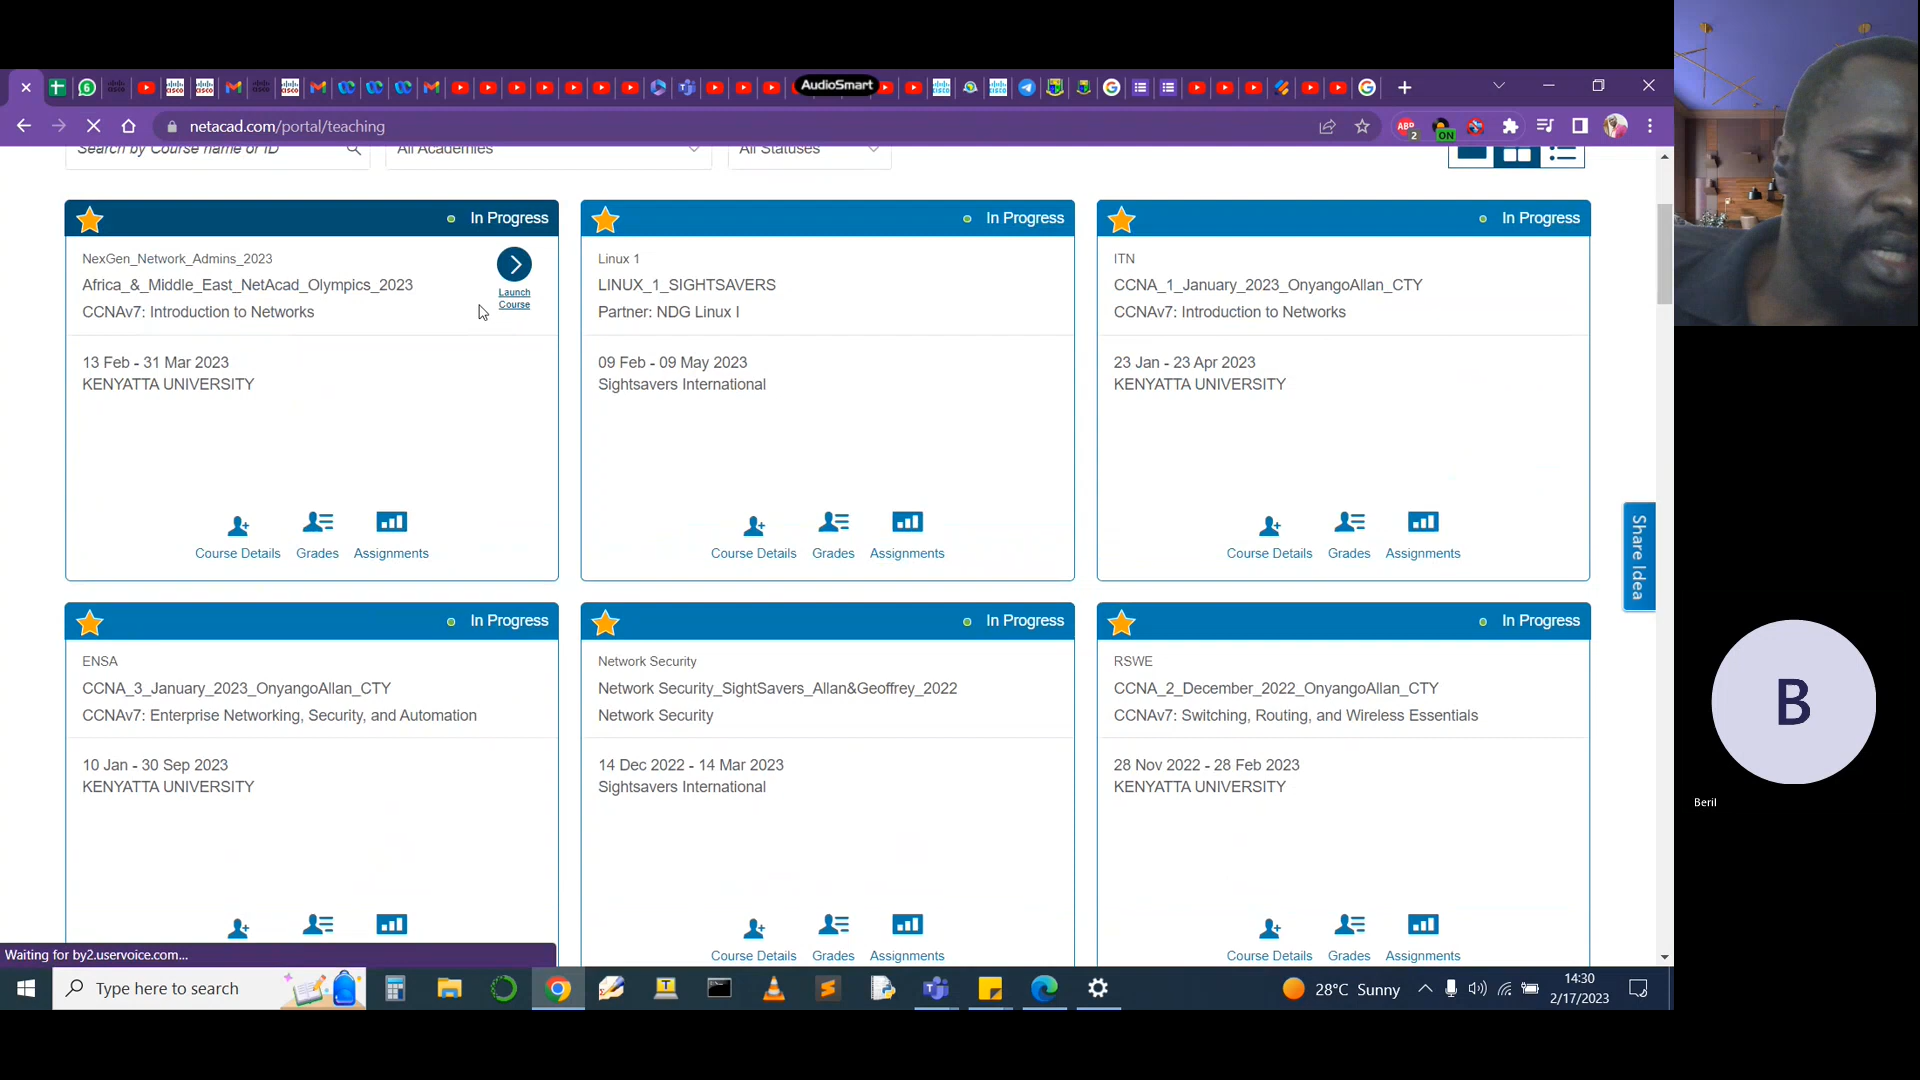 AudioSmart
netacad.com/portal/teaching
Search by Course name or ID
All Academies
All Statuses
In Progress
NexGen_Network_Admins_2023
Africa_&_Middle_East_NetAcad_Olympics_2023
CCNAv7: Introduction to Networks
Launch
Course
13 Feb - 31 Mar 2023
KENYATTA UNIVERSITY
Course Details Grades Assignments
In Progress
Linux 1
LINUX_1_SIGHTSAVERS
Partner: NDG Linux I
09 Feb - 09 May 2023
Sightsavers International
Course Details Grades Assignments
In Progress
ITN
CCNA_1_January_2023_OnyangoAllan_CTY
CCNAv7: Introduction to Networks
23 Jan - 23 Apr 2023
KENYATTA UNIVERSITY
Course Details Grades Assignments
Share Idea
In Progress
ENSA
CCNA_3_January_2023_OnyangoAllan_CTY
CCNAv7: Enterprise Networking, Security, and Automation
10 Jan - 30 Sep 2023
KENYATTA UNIVERSITY
In Progress
Network Security
Network Security_SightSavers_Allan&Geoffrey_2022
Network Security
14 Dec 2022 - 14 Mar 2023
Sightsavers International
Course Details Grades Assignments
In Progress
RSWE
CCNA_2_December_2022_OnyangoAllan_CTY
CCNAv7: Switching, Routing, and Wireless Essentials
28 Nov 2022 - 28 Feb 2023
KENYATTA UNIVERSITY
Course Details Grades Assignments
Waiting for by2.uservoice.com...
Type here to search
28°C Sunny
14:30
2/17/2023
B
Beril